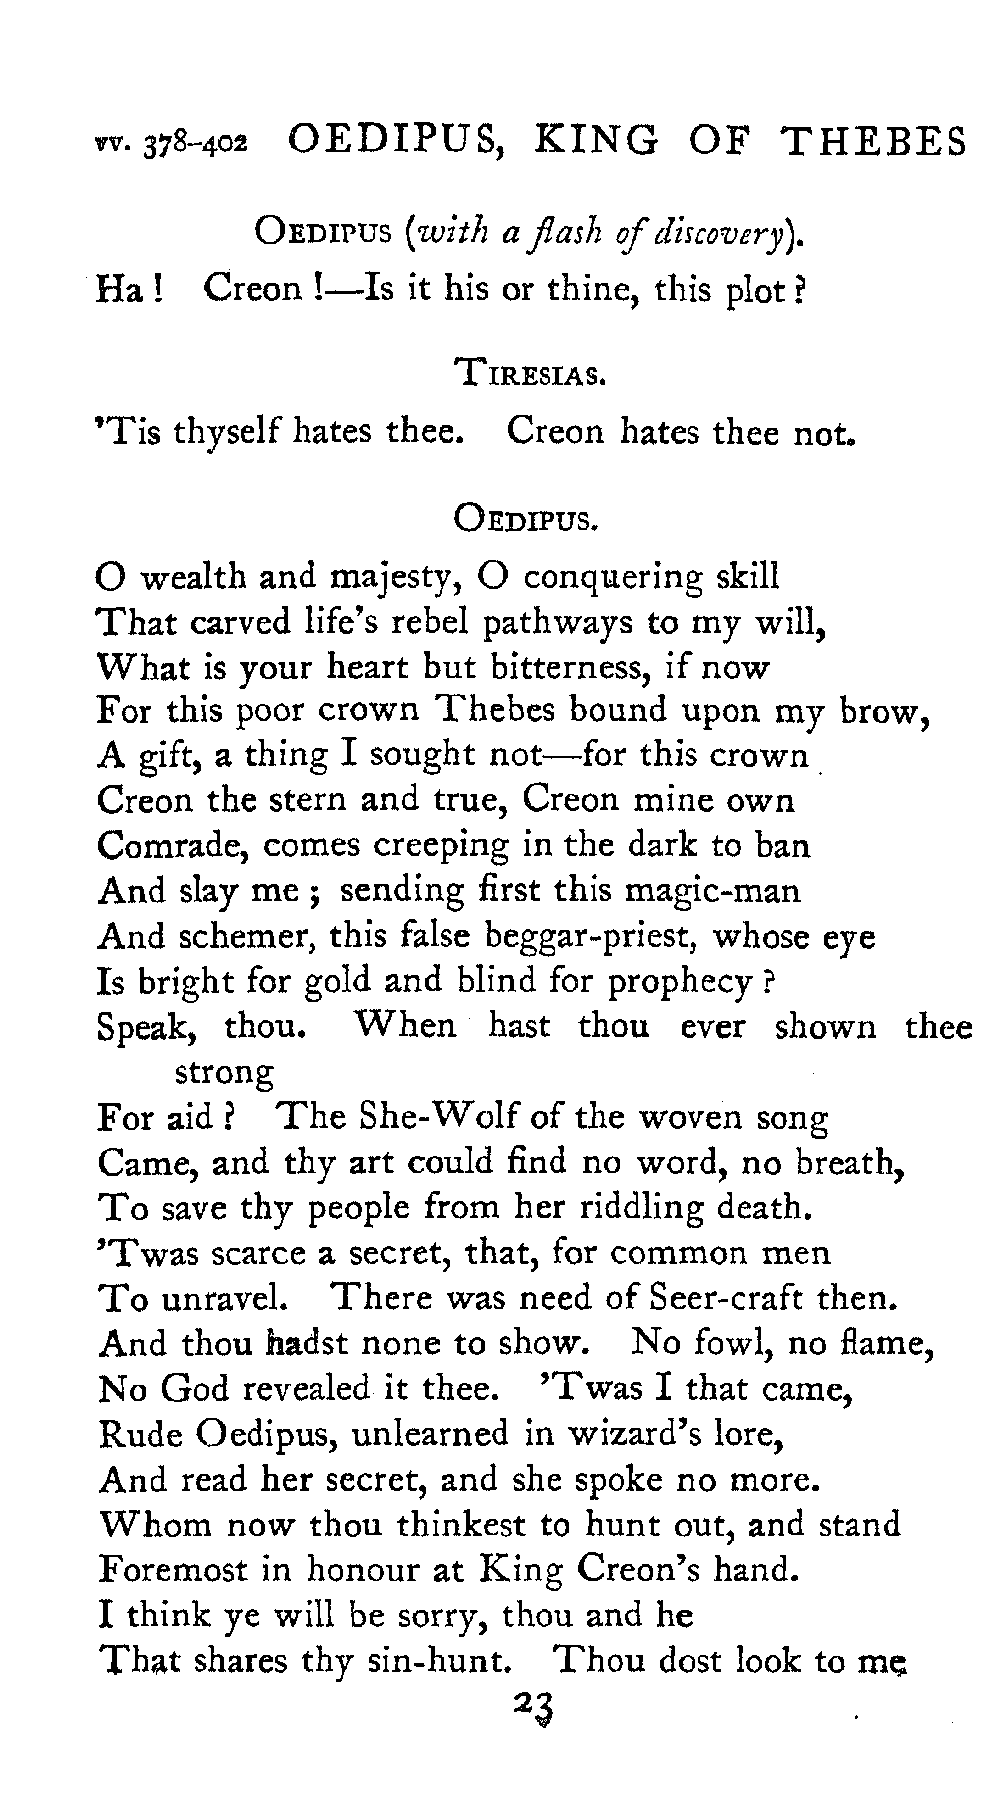 vv. 378–402 OEDIPUS, KING OF THEBES
OEDIPUS (with a flash of discovery).
Ha! Creon!—Is it his or thine, this plot?
TIRESIAS.
'Tis thyself hates thee. Creon hates thee not.
OEDIPUS.
O wealth and majesty, O conquering skill
That carved life's rebel pathways to my will,
What is your heart but bitterness, if now
For this poor crown Thebes bound upon my brow,
A gift, a thing I sought not—for this crown
Creon the stern and true, Creon mine own
Comrade, comes creeping in the dark to ban
And slay me; sending first this magic-man
And schemer, this false beggar-priest, whose eye
Is bright for gold and blind for prophecy?
Speak, thou. When hast thou ever shown thee
strong
For aid? The She-Wolf of the woven song
Came, and thy art could find no word, no breath,
To save thy people from her riddling death.
'Twas scarce a secret, that, for common men
To unravel. There was need of Seer-craft then.
And thou hadst none to show. No fowl, no flame,
No God revealed it thee. 'Twas I that came,
Rude Oedipus, unlearned in wizard's lore,
And read her secret, and she spoke no more.
Whom now thou thinkest to hunt out, and stand
Foremost in honour at King Creon's hand.
I think ye will be sorry, thou and he
That shares thy sin-hunt. Thou dost look to me
23